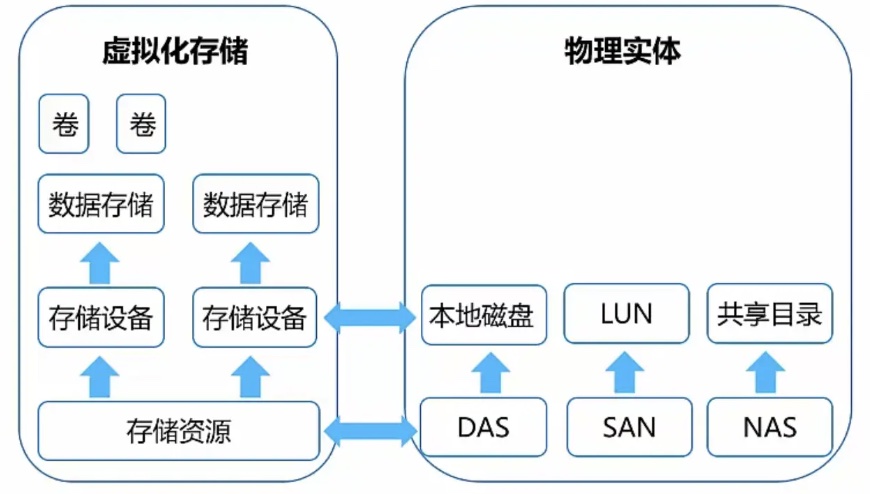 虚拟化存储
物理实体
卷
卷
数据存储
数据存储
存储设备
存储设备
本地磁盘
LUN
共享目录
存储资源
DAS
SAN
NAS